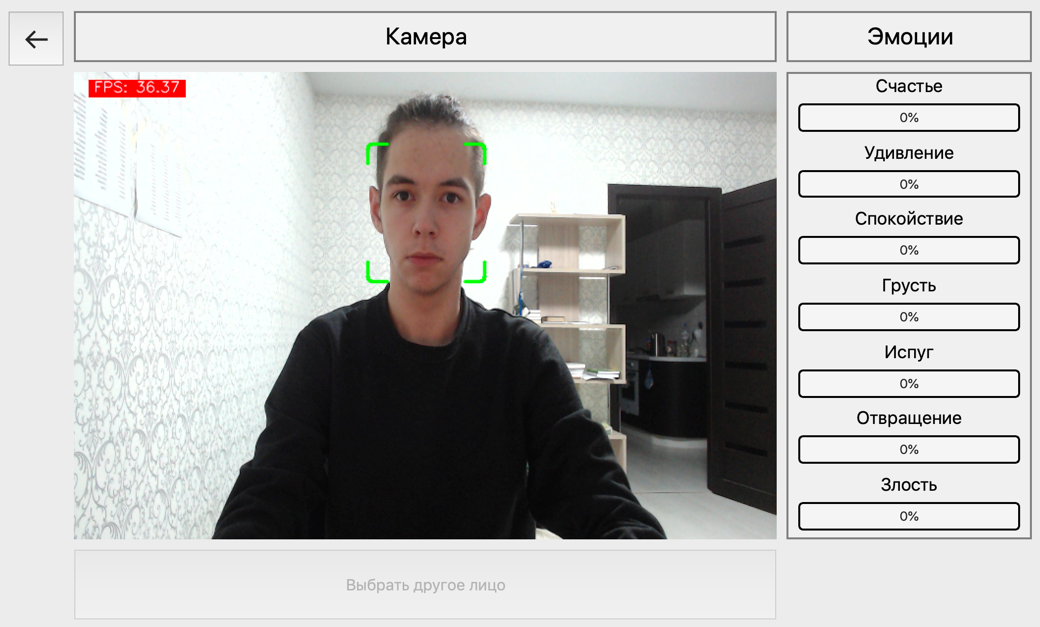 Камера
Эмоции
FPS: 36.37
Счастье
0%
Удивление
0%
Спокойствие
0%
Грусть
0%
Испуг
0%
Отвращение
0%
Злость
0%
Выбрать другое лицо